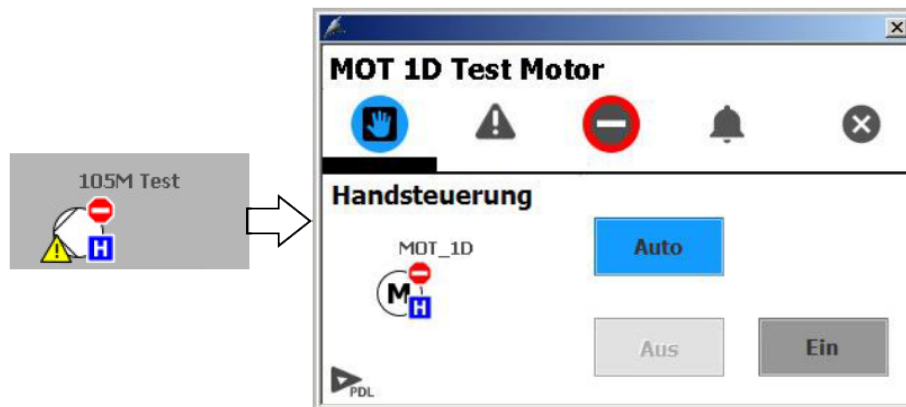 MOT 1D Test Motor
105M Test
H
Handsteuerung
MOT_1D
M
H
Auto
Aus
Ein
PDL